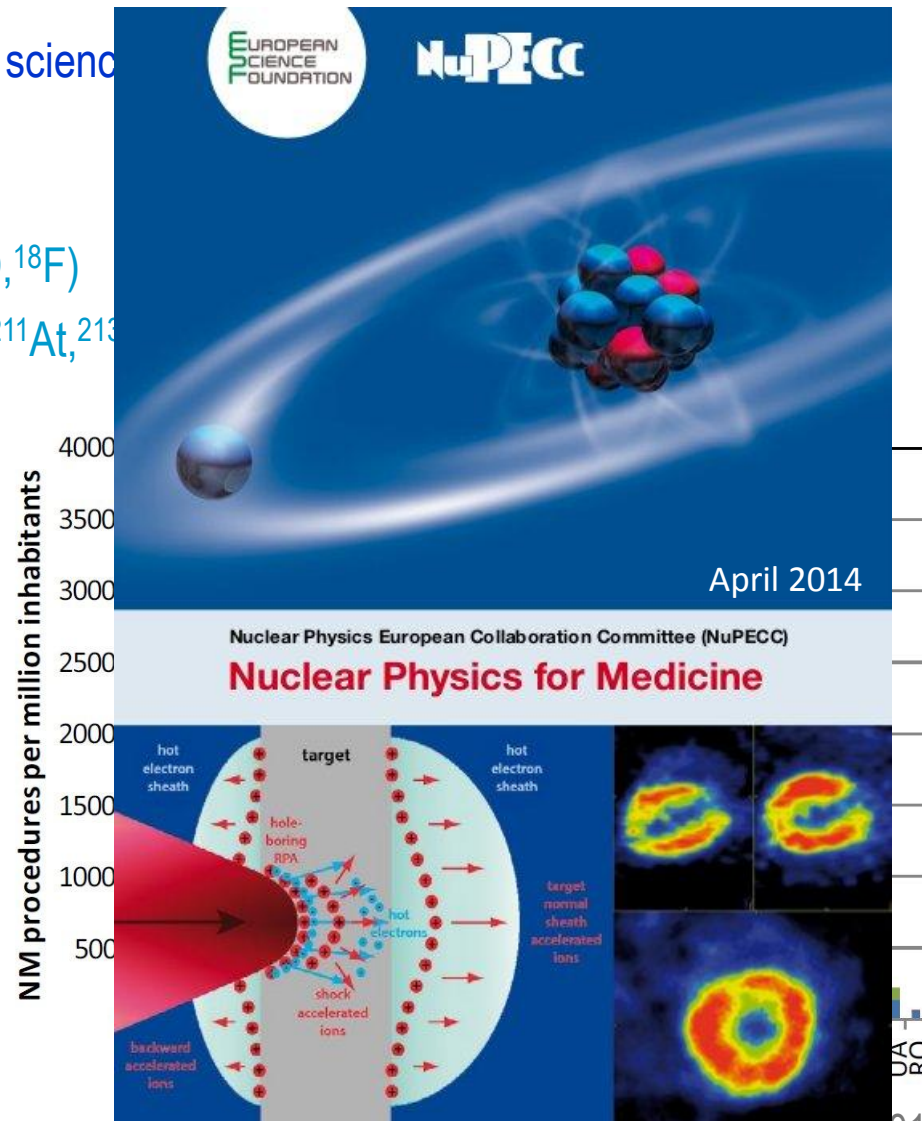 scienc
EUROPEAN
SCIENCE
FOUNDATION
NuPECC
,¹⁸F)
²¹¹At,²¹³
April 2014
Nuclear Physics European Collaboration Committee (NuPECC)
Nuclear Physics for Medicine
NM procedures per million inhabitants
4000
3500
3000
2500
2000
1500
1000
500
hot
electron
sheath
target
hot
electron
sheath
hole-
boring
RPA
hot
electrons
target
normal
sheath
accelerated
ions
shock
accelerated
ions
backward
accelerated
ions
UA
RO